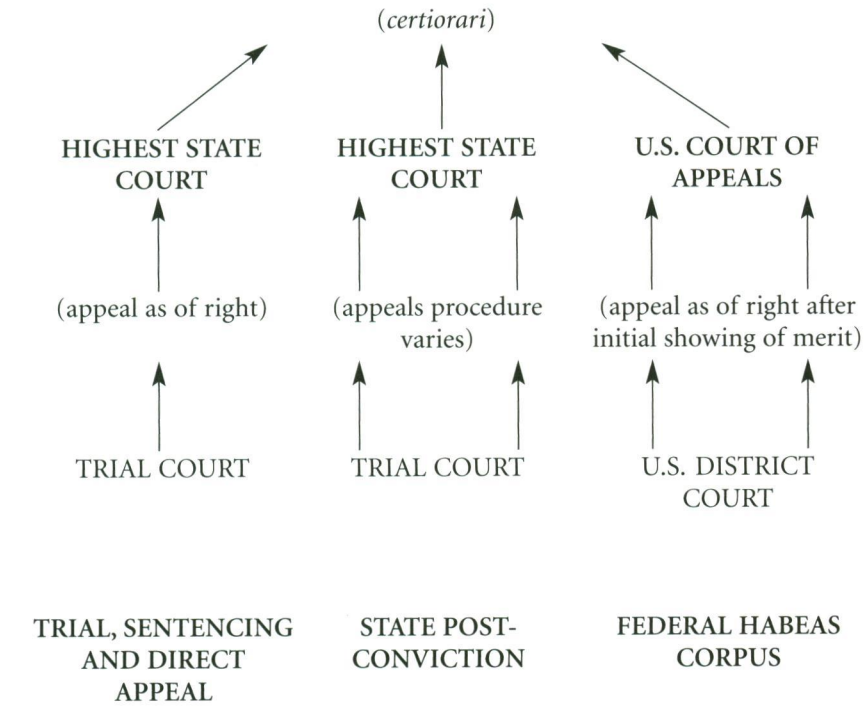 (certiorari)
HIGHEST STATE
COURT
HIGHEST STATE
COURT
U.S. COURT OF
APPEALS
(appeal as of right)
(appeals procedure
varies)
(appeal as of right after
initial showing of merit)
TRIAL COURT
TRIAL COURT
U.S. DISTRICT
COURT
TRIAL, SENTENCING
AND DIRECT
APPEAL
STATE POST-
CONVICTION
FEDERAL HABEAS
CORPUS